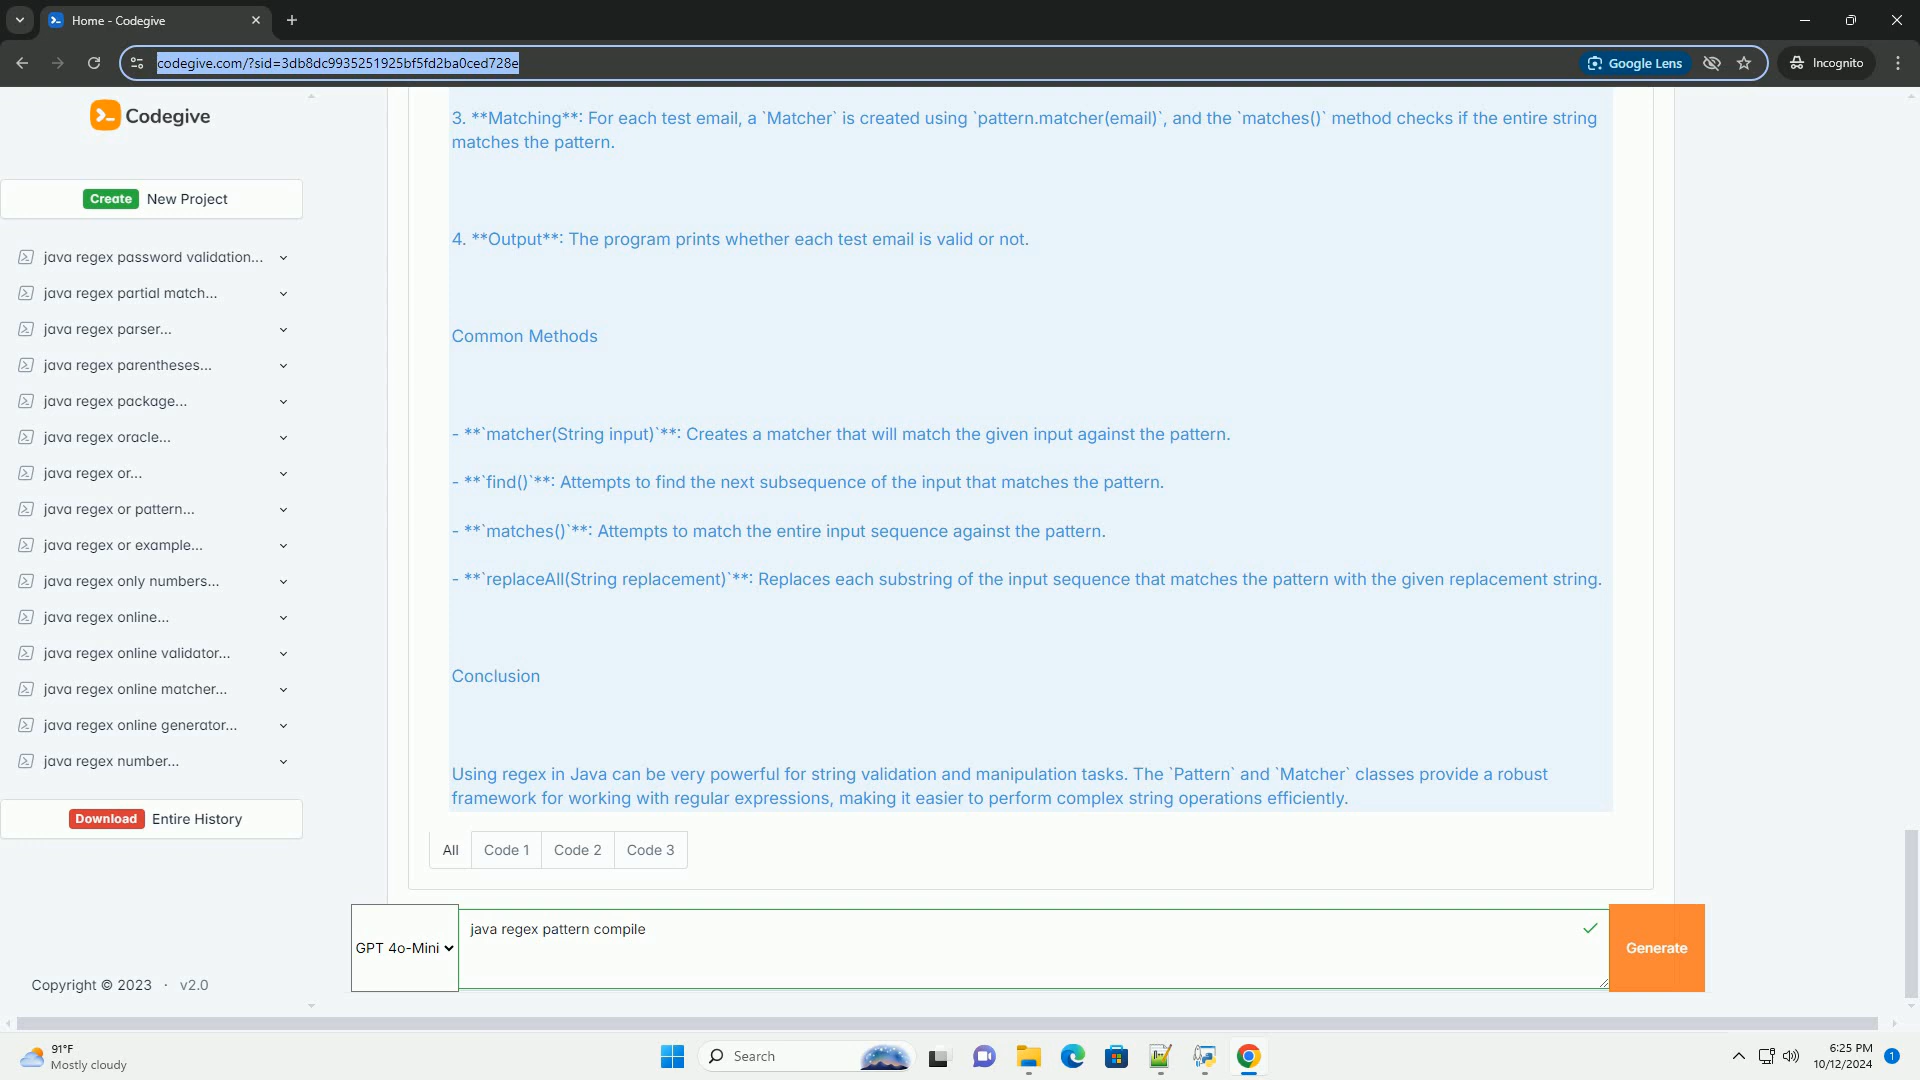 Home - Codegive
codegive.com/?sid=3db8dc9935251925bf5fd2ba0ced728e
Google Lens
Incognito
Codegive
Create New Project
java regex password validation...
java regex partial match...
java regex parser...
java regex parentheses...
java regex package...
java regex oracle...
java regex or...
java regex or pattern...
java regex or example...
java regex only numbers...
java regex online...
java regex online validator...
java regex online matcher...
java regex online generator...
java regex number...
Download Entire History
Copyright © 2023 · v2.0
3. **Matching**: For each test email, a `Matcher` is created using `pattern.matcher(email)`, and the `matches()` method checks if the entire string
matches the pattern.
4. **Output**: The program prints whether each test email is valid or not.
Common Methods
- **`matcher(String input)`**: Creates a matcher that will match the given input against the pattern.
- **`find()`**: Attempts to find the next subsequence of the input that matches the pattern.
- **`matches()`**: Attempts to match the entire input sequence against the pattern.
- **`replaceAll(String replacement)`**: Replaces each substring of the input sequence that matches the pattern with the given replacement string.
Conclusion
Using regex in Java can be very powerful for string validation and manipulation tasks. The `Pattern` and `Matcher` classes provide a robust
framework for working with regular expressions, making it easier to perform complex string operations efficiently.
All Code 1 Code 2 Code 3
GPT 4o-Mini
java regex pattern compile
Generate
91°F
Mostly cloudy
Search
6:25 PM
10/12/2024
1